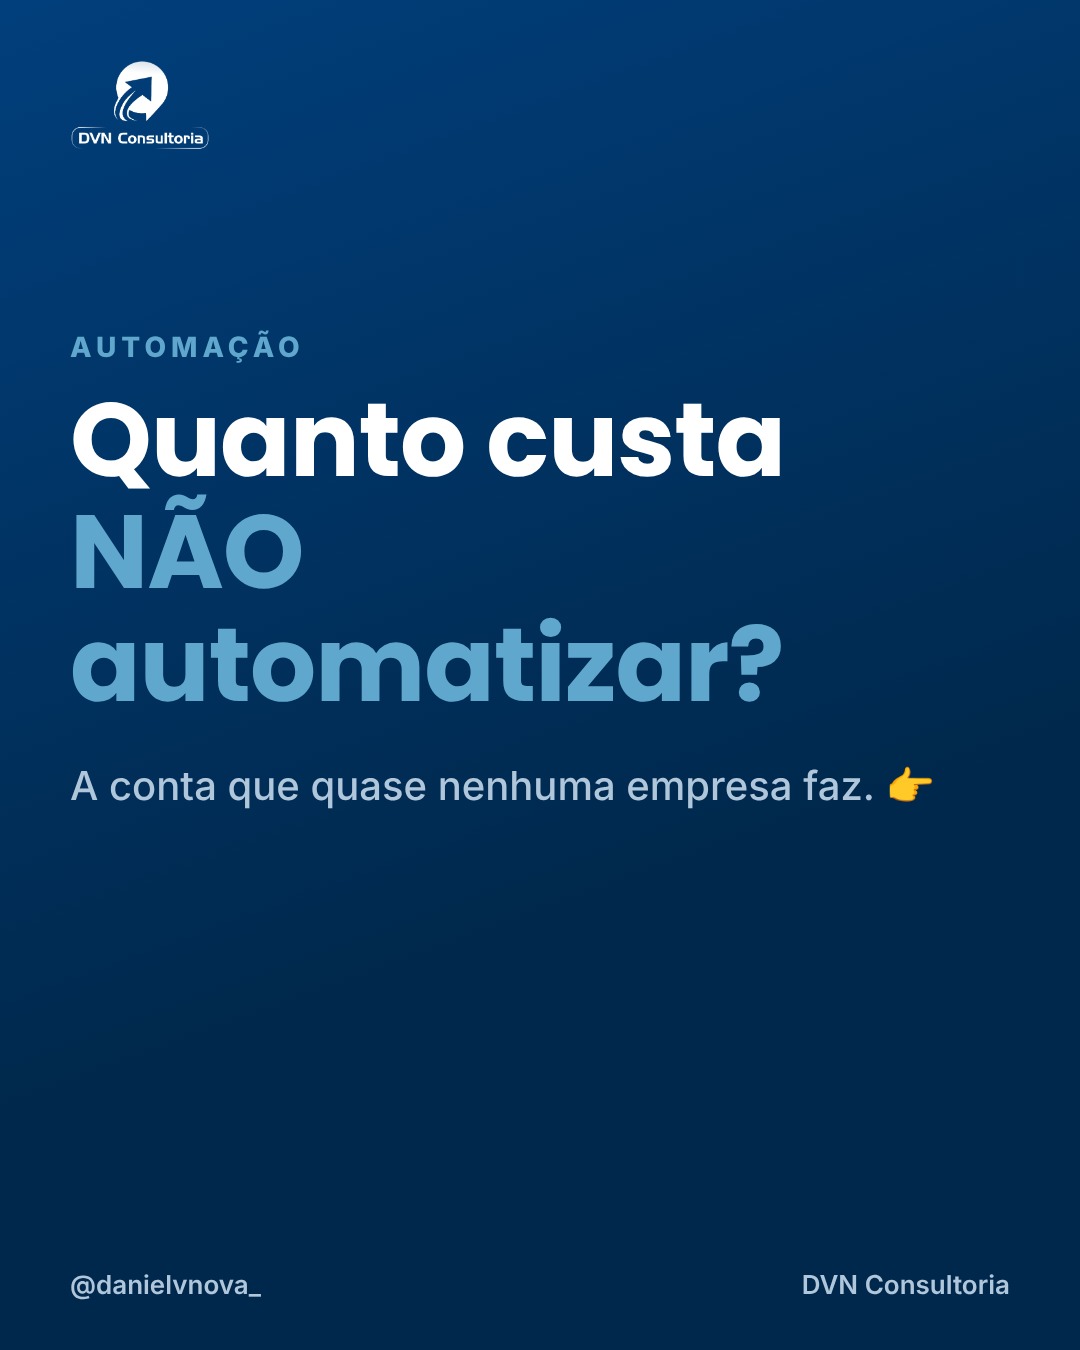 DVN Consultoria
AUTOMAÇÃO
Quanto custa
NÃO
automatizar?
A conta que quase nenhuma empresa faz. 👉
@danielvnova_
DVN Consultoria